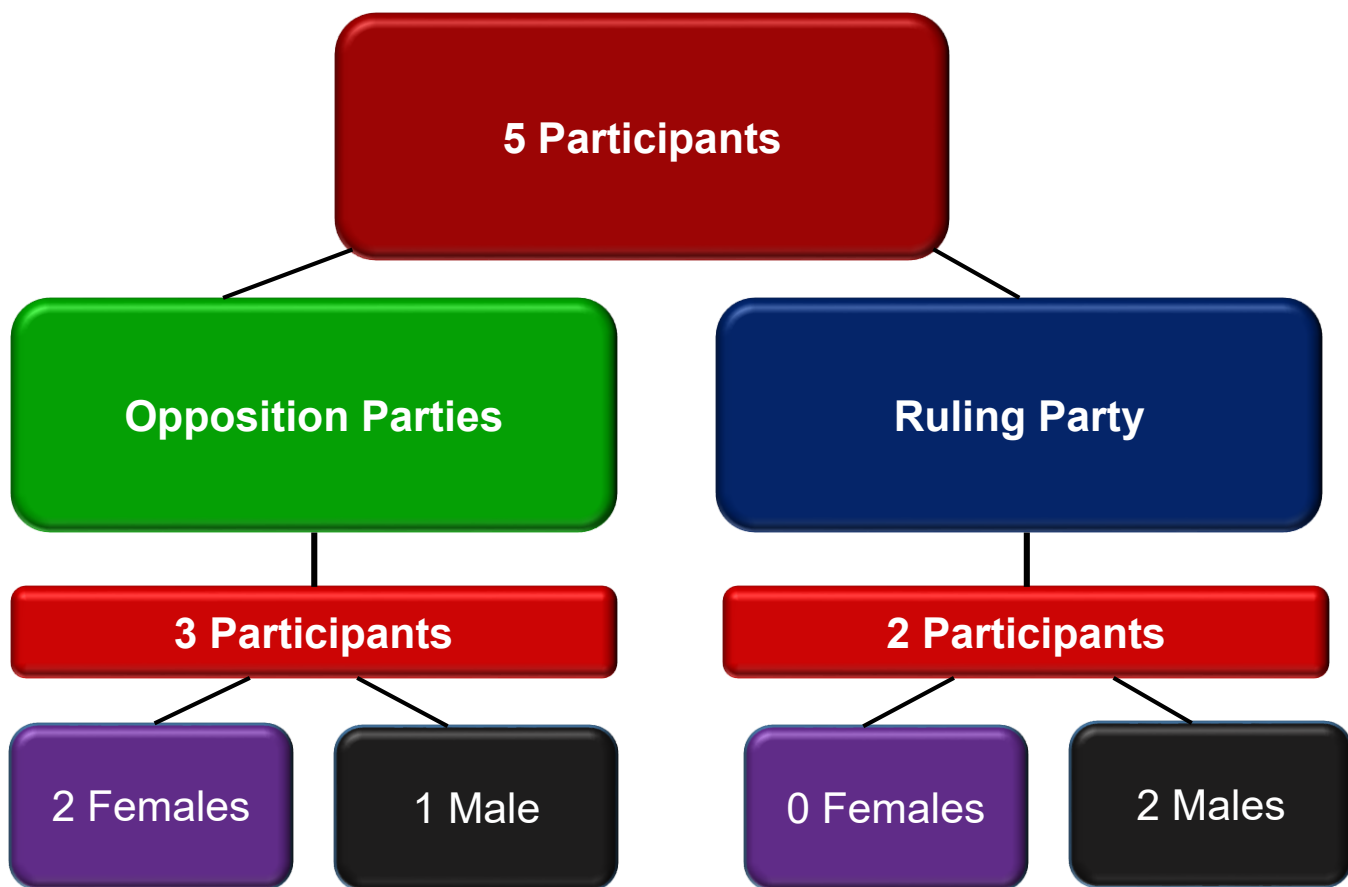 5 Participants
Opposition Parties
Ruling Party
3 Participants
2 Participants
2 Females
1 Male
0 Females
2 Males